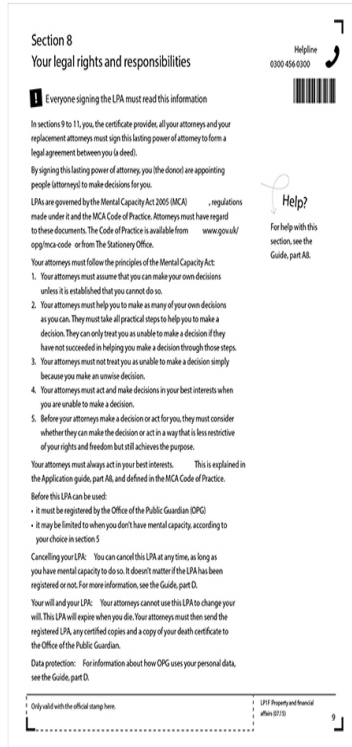 Section 8
Your legal rights and responsibilities
Helpline
0300 456 0300
! Everyone signing the LPA must read this information
In sections 9 to 11, you, the certificate provider, all your attorneys and your
replacement attorneys must sign this lasting power of attorney to form a
legal agreement between you (a deed).
By signing this lasting power of attorney, you (the donor) are appointing
people (attorneys) to make decisions for you.
LPAs are governed by the Mental Capacity Act 2005 (MCA) , regulations
made under it and the MCA Code of Practice. Attorneys must have regard
to these documents. The Code of Practice is available from www.gov.uk/
opg/mca-code or from The Stationery Office.
Help?
For help with this
section, see the
Guide, part A8.
Your attorneys must follow the principles of the Mental Capacity Act:
1. Your attorneys must assume that you can make your own decisions
unless it is established that you cannot do so.
2. Your attorneys must help you to make as many of your own decisions
as you can. They must take all practical steps to help you to make a
decision. They can only treat you as unable to make a decision if they
have not succeeded in helping you make a decision through those steps.
3. Your attorneys must not treat you as unable to make a decision simply
because you make an unwise decision.
4. Your attorneys must act and make decisions in your best interests when
you are unable to make a decision.
5. Before your attorneys make a decision or act for you, they must consider
whether they can make the decision or act in a way that is less restrictive
of your rights and freedom but still achieves the purpose.
Your attorneys must always act in your best interests. This is explained in
the Application guide, part A8, and defined in the MCA Code of Practice.
Before this LPA can be used:
• it must be registered by the Office of the Public Guardian (OPG)
• it may be limited to when you don't have mental capacity, according to
your choice in section 5
Cancelling your LPA: You can cancel this LPA at any time, as long as
you have mental capacity to do so. It doesn't matter if the LPA has been
registered or not. For more information, see the Guide, part D.
Your will and your LPA: Your attorneys cannot use this LPA to change your
will. This LPA will expire when you die. Your attorneys must then send the
registered LPA, any certified copies and a copy of your death certificate to
the Office of the Public Guardian.
Data protection: For information about how OPG uses your personal data,
see the Guide, part D.
Only valid with the official stamp here.
LP1F Property and financial
affairs (07.15)
9